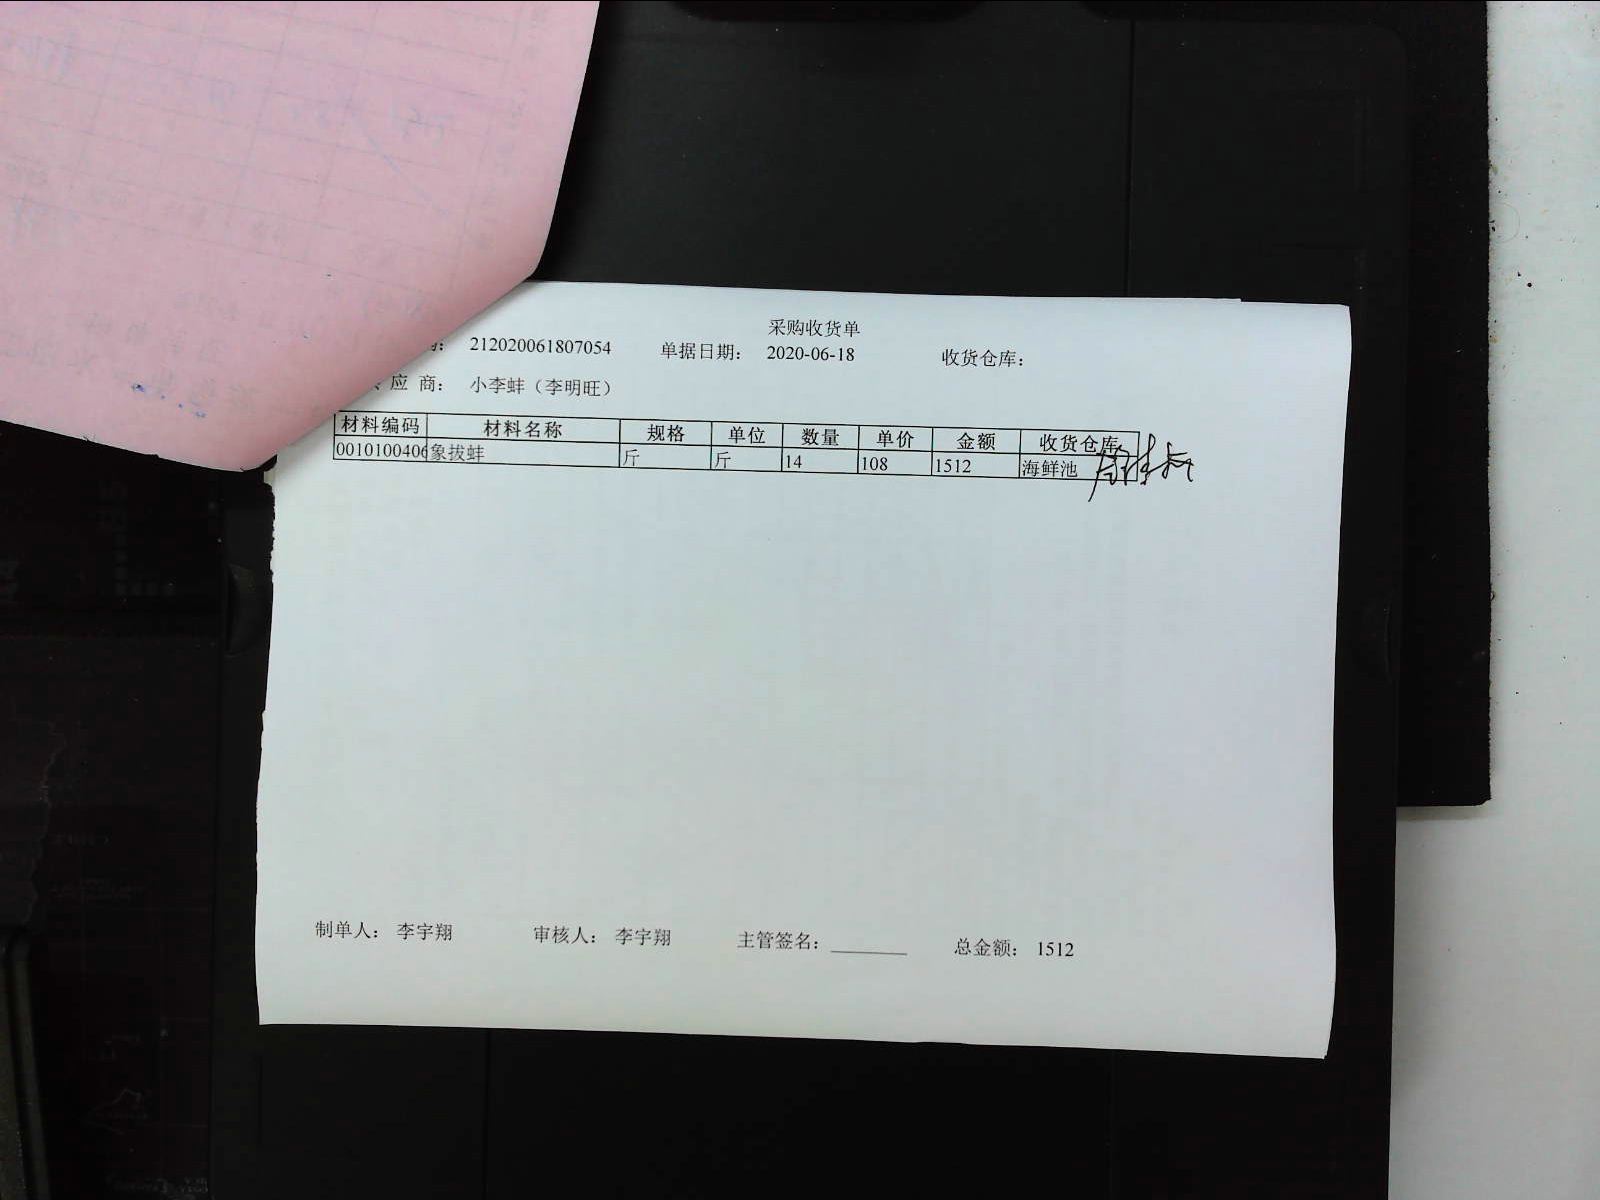 采购收货单
212020061807054 单据日期： 2020-06-18 收货仓库：
应 商： 小李蚌（李明旺）
材料编码 材料名称 规格 单位 数量 单价 金额 收货仓库
0010100406 象拔蚌 斤 斤 14 108 1512 海鲜池
制单人： 李宇翔 审核人： 李宇翔 主管签名： 总金额： 1512